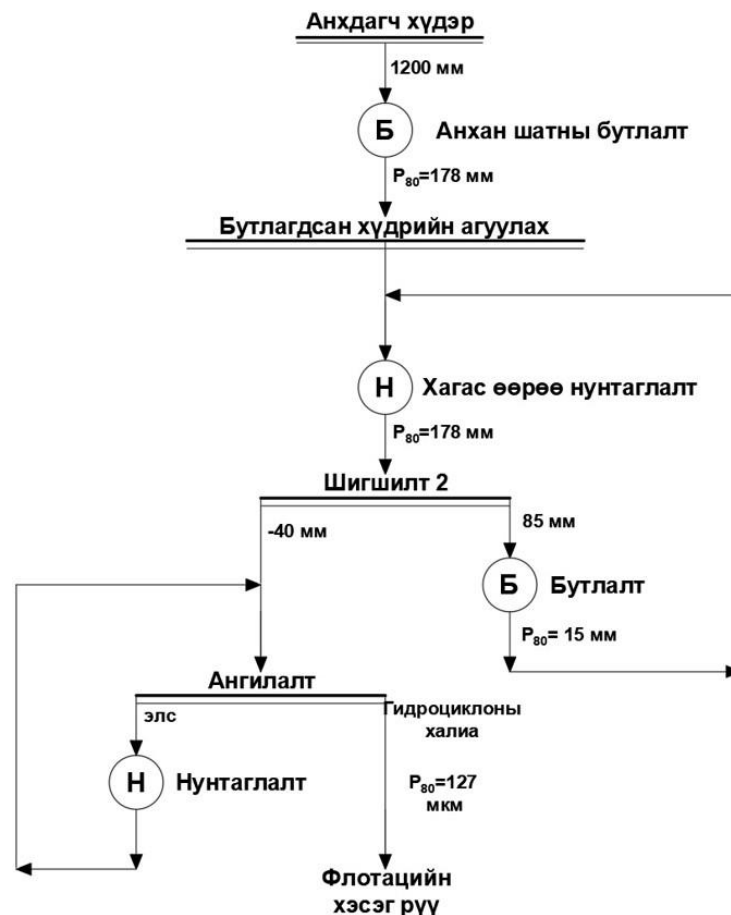 Анхдагч хүдэр
1200 мм
Б
Анхан шатны бутлалт
P₈₀=178 мм
Бутлагдсан хүдрийн агуулах
Н
Хагас өөрөө нунтаглалт
P₈₀=178 мм
Шигшилт 2
-40 мм
85 мм
Б
Бутлалт
P₈₀= 15 мм
Ангилалт
элс
Гидроциклоны
халиа
Н
Нунтаглалт
P₈₀=127
мкм
Флотацийн
хэсэг рүү